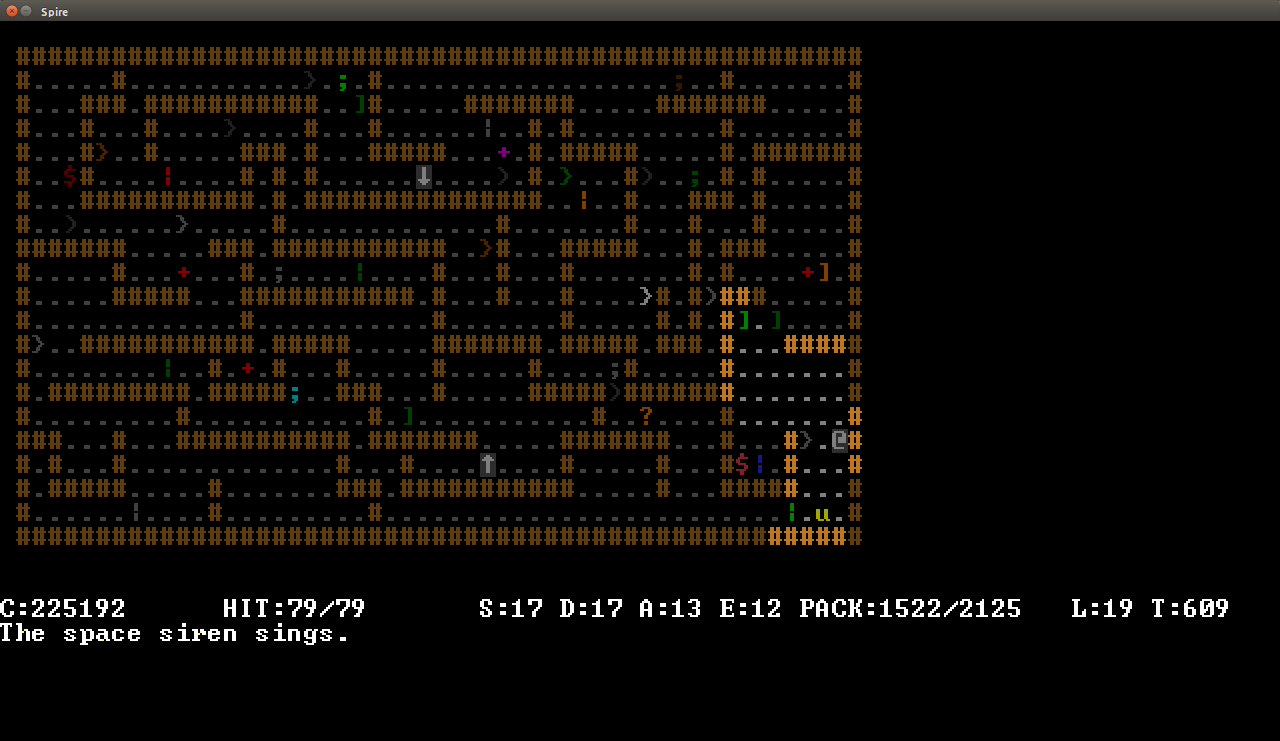 Spire
C:225192 HIT:79/79 S:17 D:17 A:13 E:12 PACK:1522/2125 L:19 T:609
The space siren sings.